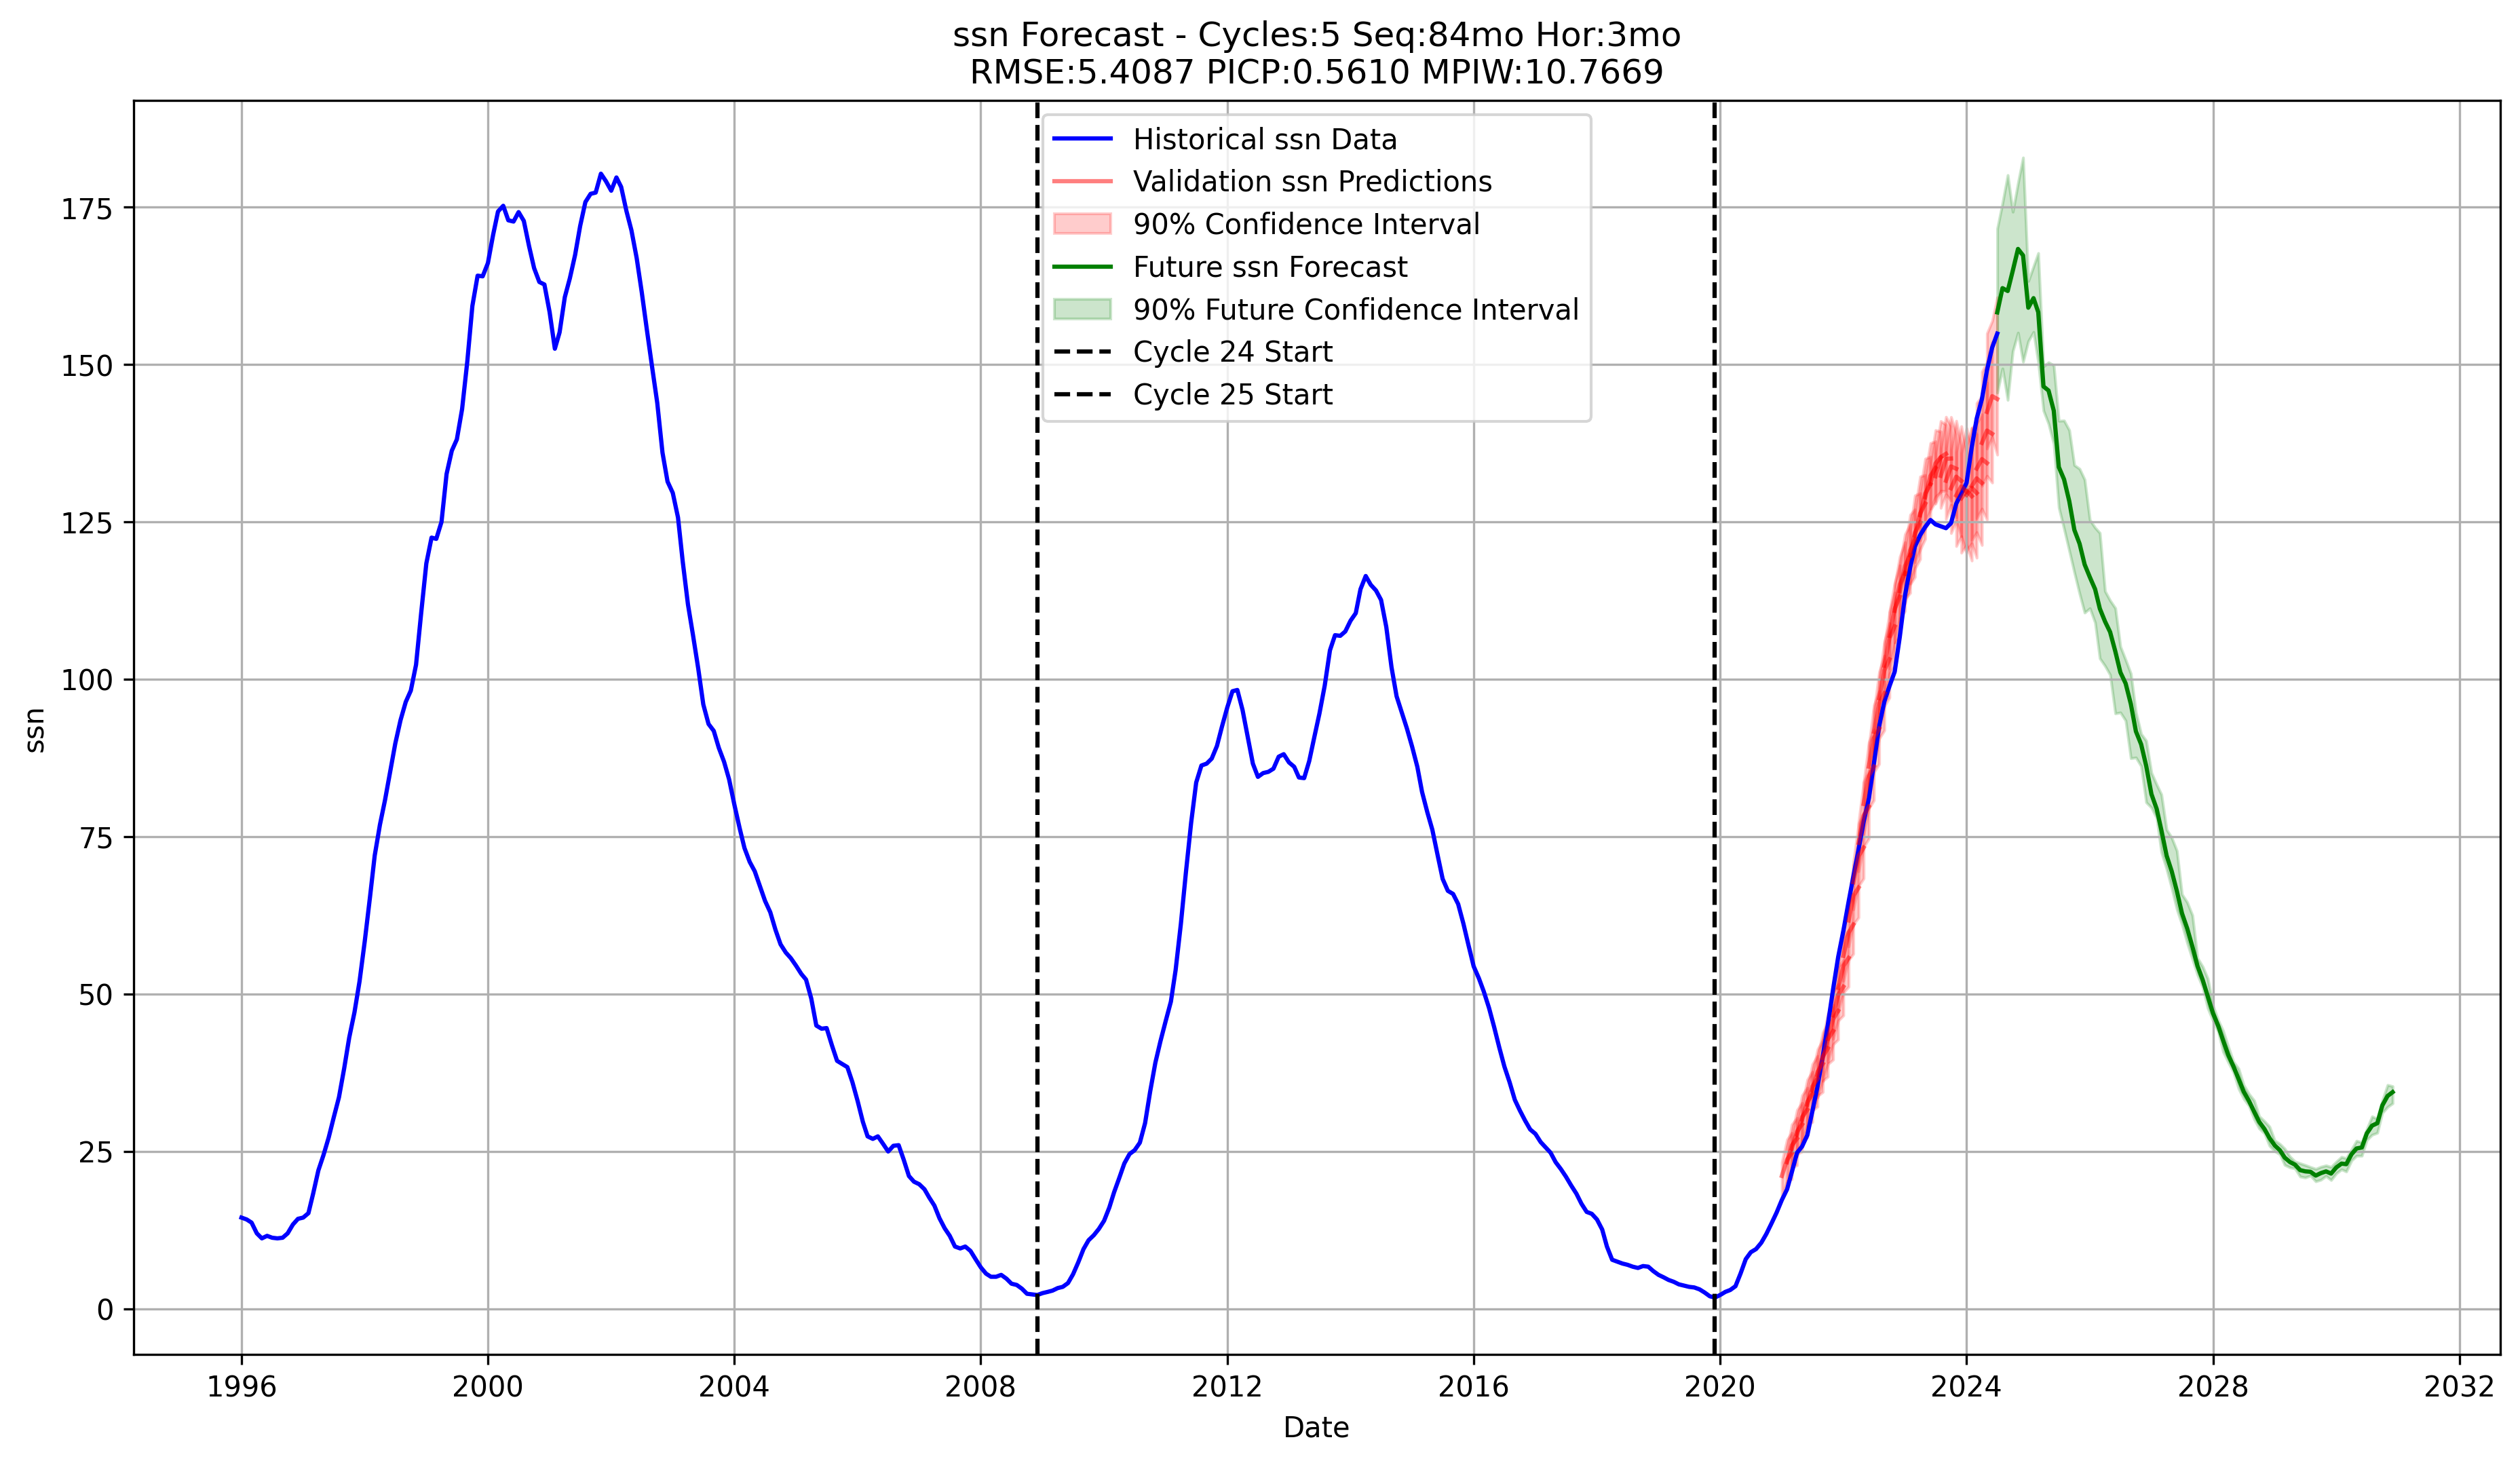 ssn Forecast - Cycles:5 Seq:84mo Hor:3mo
RMSE:5.4087 PICP:0.5610 MPIW:10.7669
Historical ssn Data
Validation ssn Predictions
90% Confidence Interval
Future ssn Forecast
90% Future Confidence Interval
Cycle 24 Start
Cycle 25 Start
175
150
125
100
75
50
25
0
ssn
1996 2000 2004 2008 2012 2016 2020 2024 2028 2032
Date